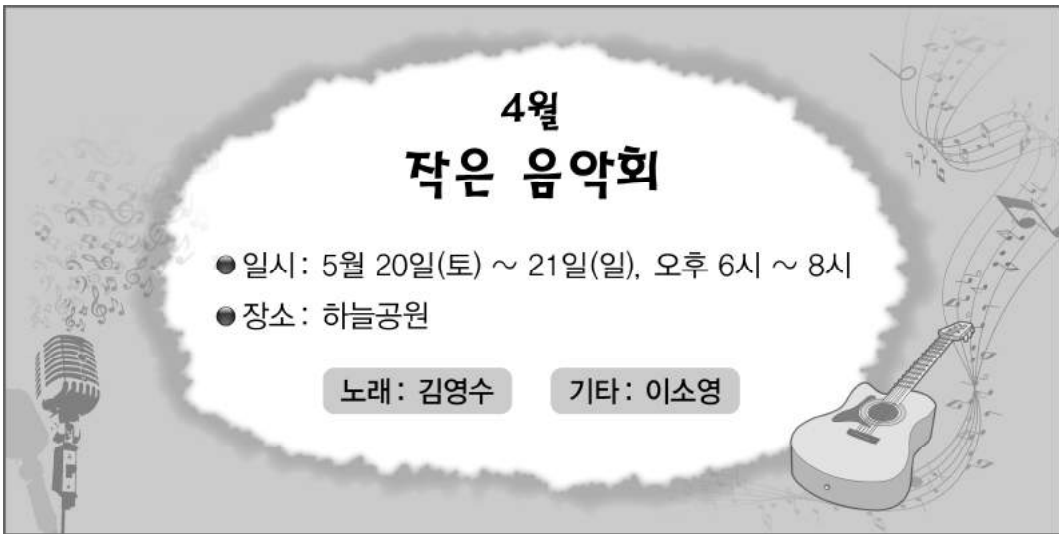 4월
작은 음악회
일시: 5월 20일(토) ~ 21일(일), 오후 6시 ~ 8시
장소: 하늘공원
노래: 김영수 기타: 이소영